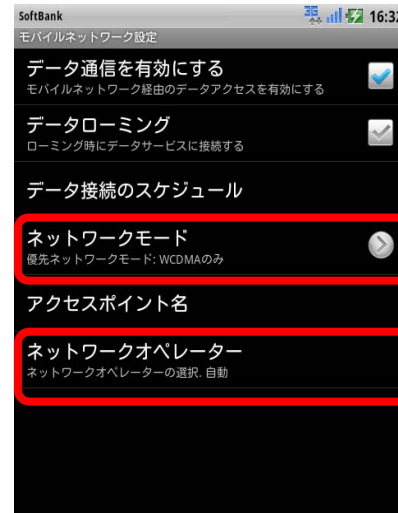 SoftBank 3G 16:32
モバイルネットワーク設定
データ通信を有効にする
モバイルネットワーク経由のデータアクセスを有効にする
データローミング
ローミング時にデータサービスに接続する
データ接続のスケジュール
ネットワークモード
優先ネットワークモード: WCDMAのみ
アクセスポイント名
ネットワークオペレーター
ネットワークオペレーターの選択. 自動